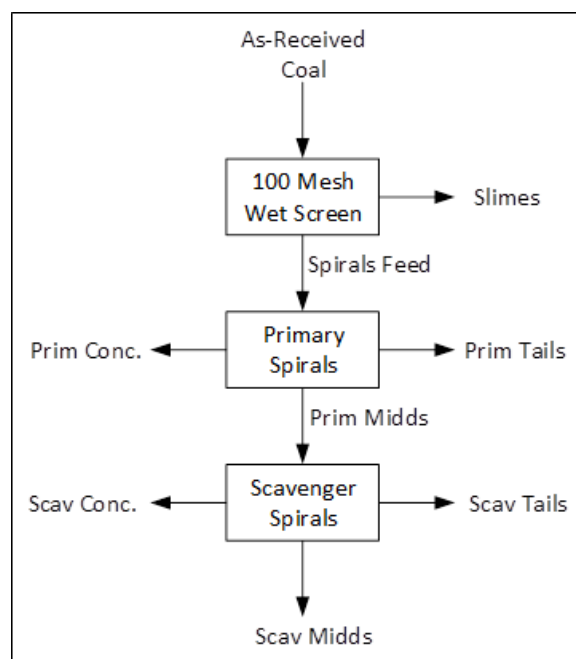 As-Received
Coal
100 Mesh
Wet Screen
Slimes
Spirals Feed
Prim Conc.
Primary
Spirals
Prim Tails
Prim Midds
Scav Conc.
Scavenger
Spirals
Scav Tails
Scav Midds